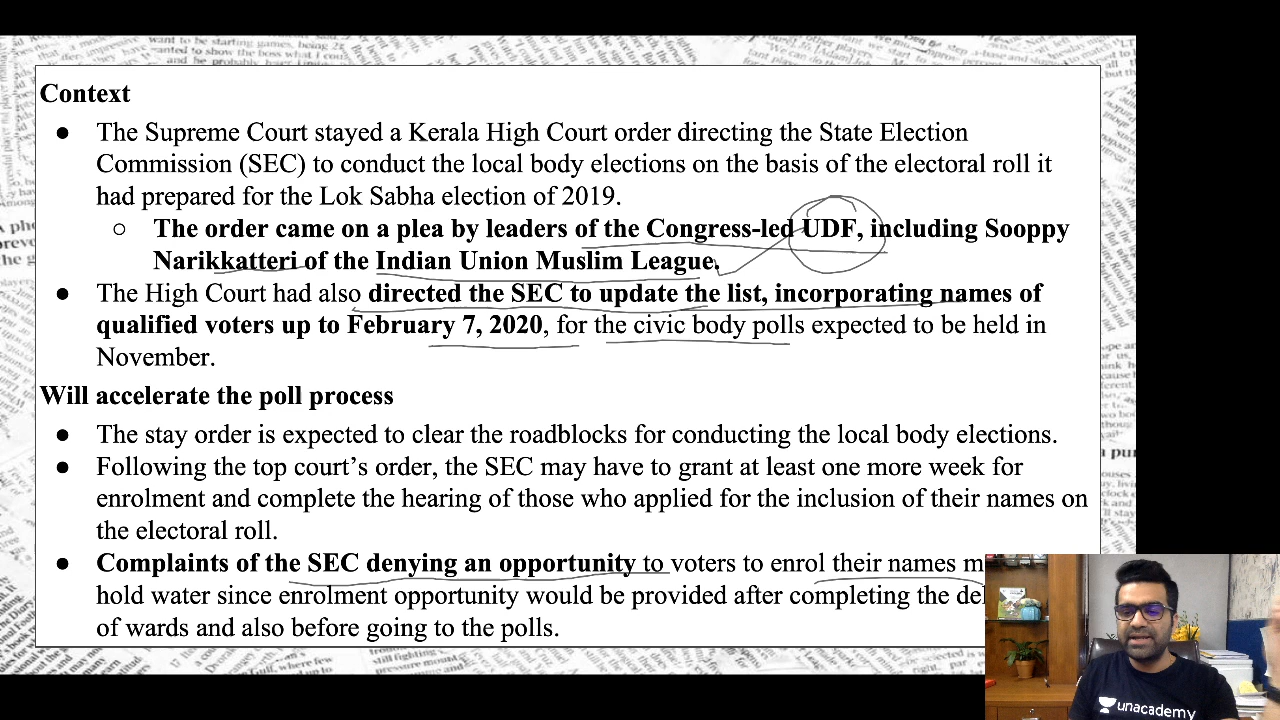 Context
● The Supreme Court stayed a Kerala High Court order directing the State Election
Commission (SEC) to conduct the local body elections on the basis of the electoral roll it
had prepared for the Lok Sabha election of 2019.
○ The order came on a plea by leaders of the Congress-led UDF, including Sooppy
Narikkatteri of the Indian Union Muslim League.
● The High Court had also directed the SEC to update the list, incorporating names of
qualified voters up to February 7, 2020, for the civic body polls expected to be held in
November.
Will accelerate the poll process
● The stay order is expected to clear the roadblocks for conducting the local body elections.
● Following the top court’s order, the SEC may have to grant at least one more week for
enrolment and complete the hearing of those who applied for the inclusion of their names on
the electoral roll.
● Complaints of the SEC denying an opportunity to voters to enrol their names
hold water since enrolment opportunity would be provided after completing the
of wards and also before going to the polls.
unacademy